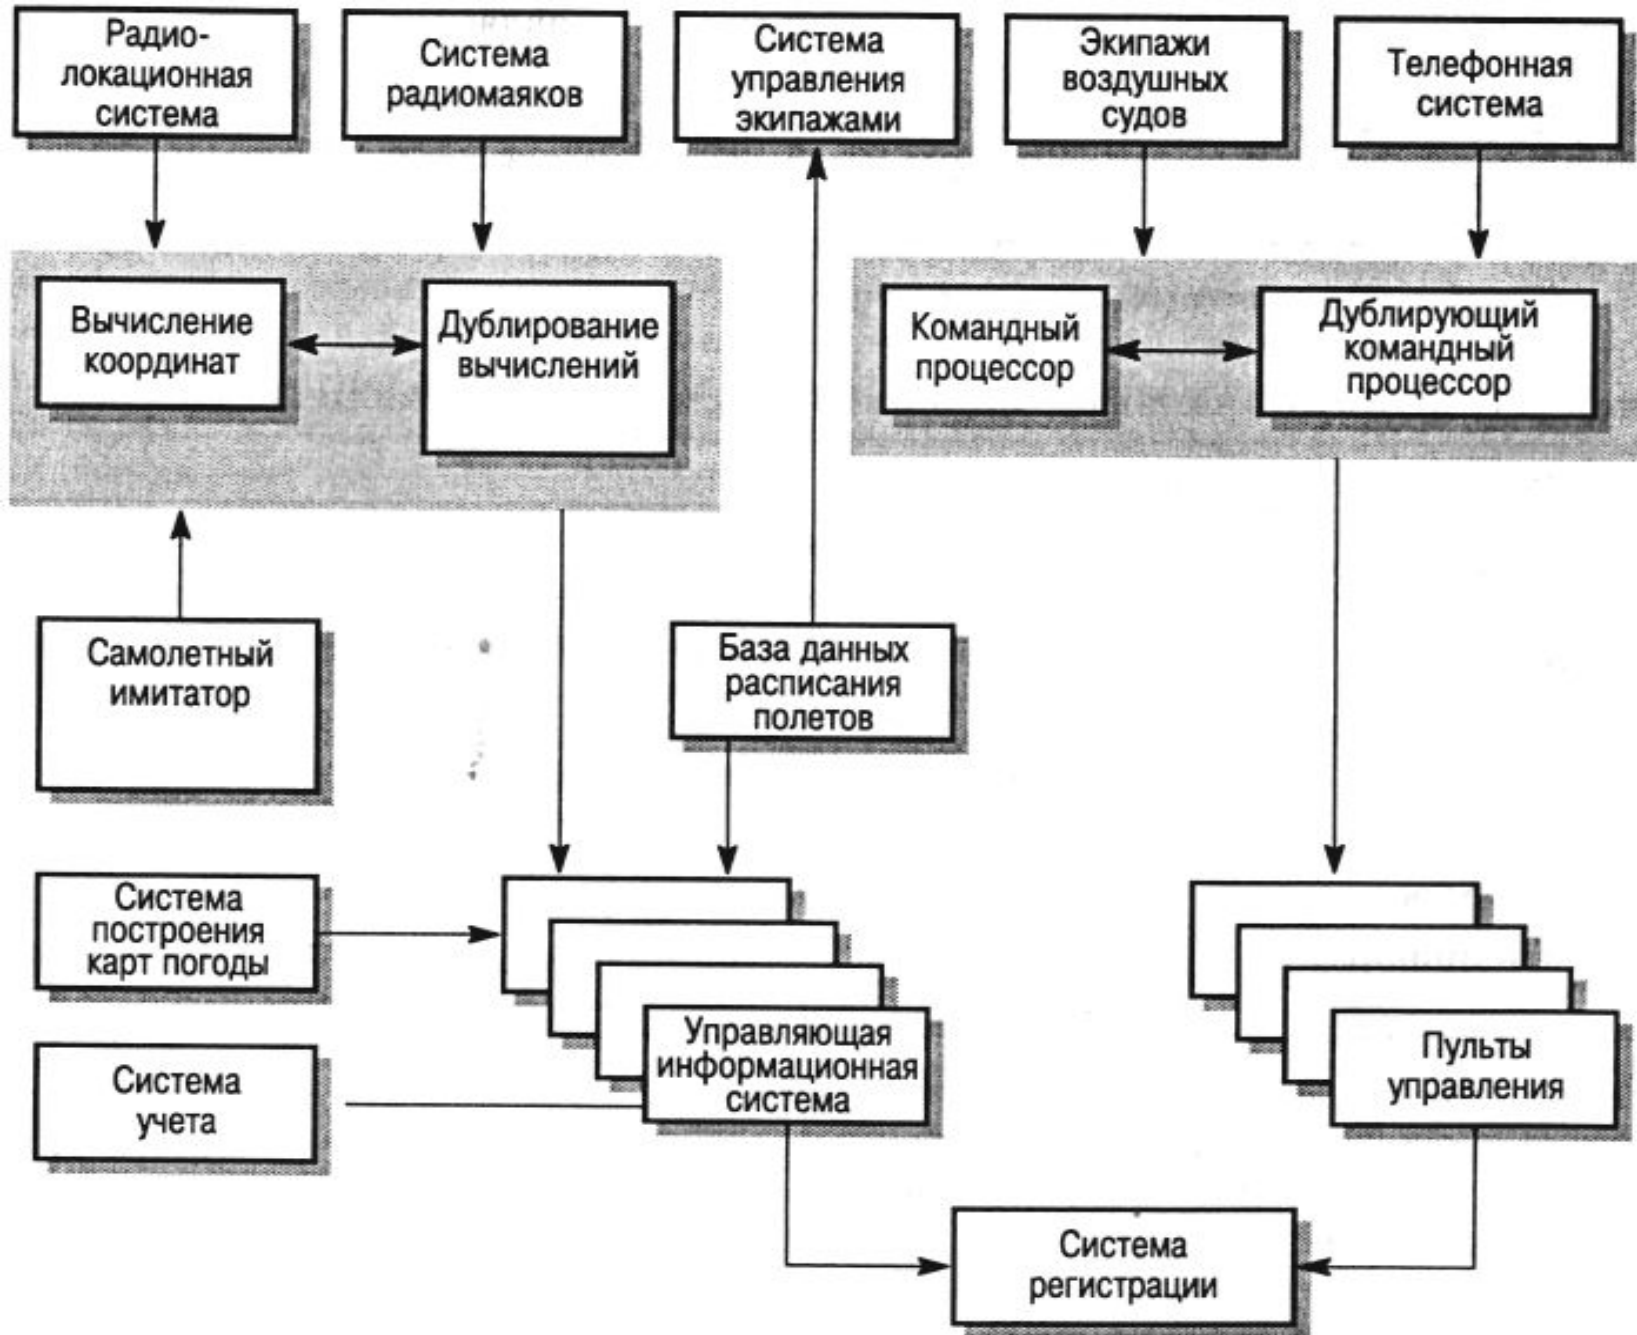 Радио-
локационная
система
Система
радиомаяков
Система
управления
экипажами
Экипажи
воздушных
судов
Телефонная
система
Вычисление
координат
Дублирование
вычислений
Командный
процессор
Дублирующий
командный
процессор
Самолетный
имитатор
База данных
расписания
полетов
Система
построения
карт погоды
Система
учета
Управляющая
информационная
система
Пульты
управления
Система
регистрации